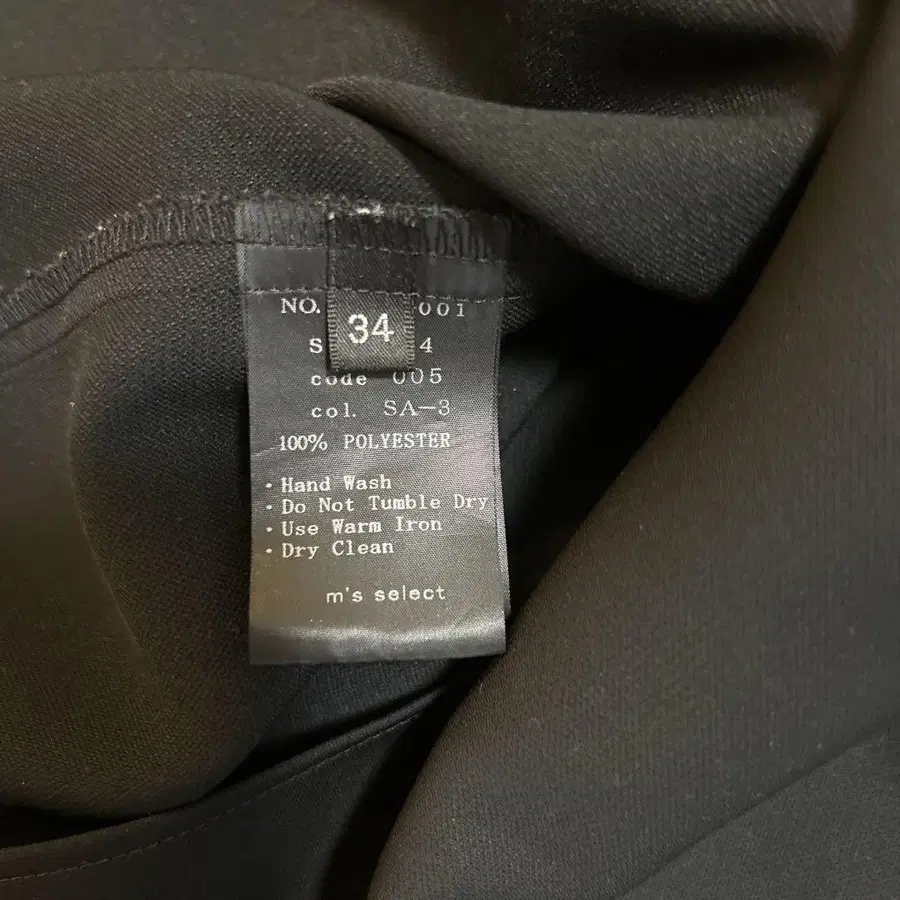 NO. 001
34
S 4
code 005
col. SA-3
100% POLYESTER
· Hand Wash
· Do Not Tumble Dry
· Use Warm Iron
· Dry Clean
m's select